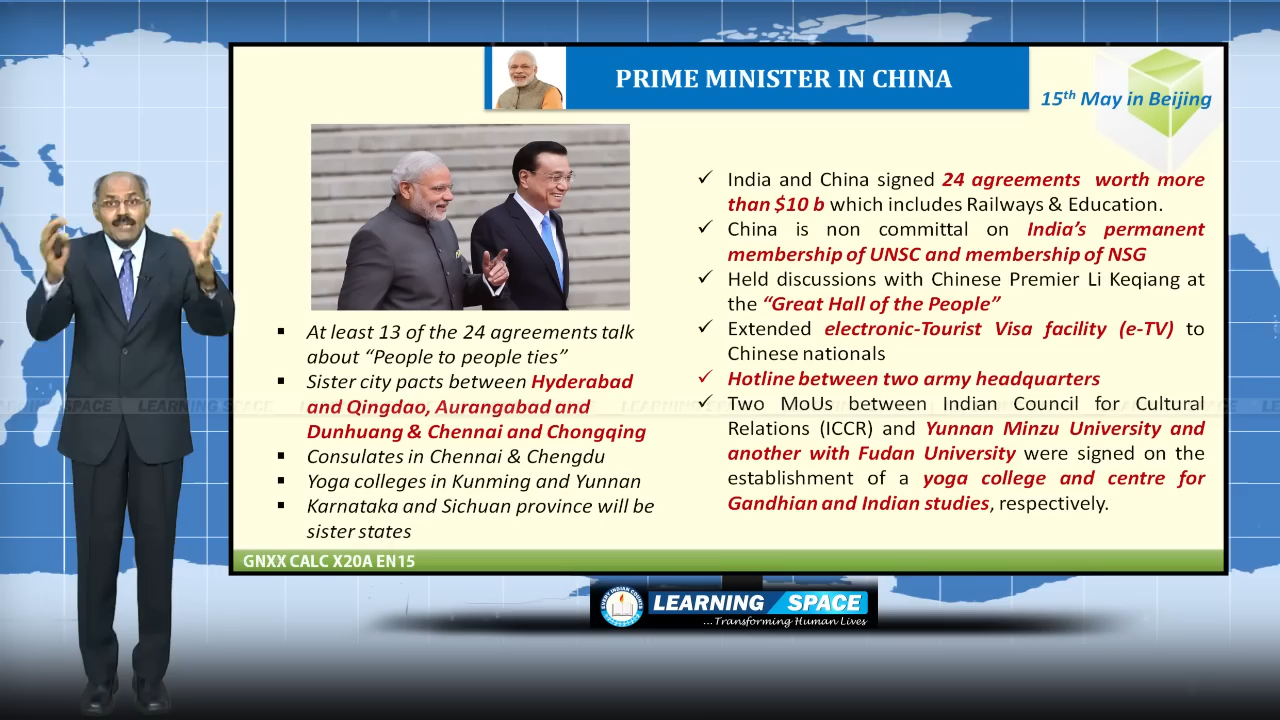 PRIME MINISTER IN CHINA
15th May in Beijing
At least 13 of the 24 agreements talk
about “People to people ties”
Sister city pacts between Hyderabad
and Qingdao, Aurangabad and
Dunhuang & Chennai and Chongqing
Consulates in Chennai & Chengdu
Yoga colleges in Kunming and Yunnan
Karnataka and Sichuan province will be
sister states
India and China signed 24 agreements worth more
than $10 b which includes Railways & Education.
China is non committal on India’s permanent
membership of UNSC and membership of NSG
Held discussions with Chinese Premier Li Keqiang at
the “Great Hall of the People”
Extended electronic-Tourist Visa facility (e-TV) to
Chinese nationals
Hotline between two army headquarters
Two MoUs between Indian Council for Cultural
Relations (ICCR) and Yunnan Minzu University and
another with Fudan University were signed on the
establishment of a yoga college and centre for
Gandhian and Indian studies, respectively.
GNXX CALC X20A EN15
EVERY INDIAN COUNTS
LEARNING SPACE
...Transforming Human Lives
LEARNING SPACE